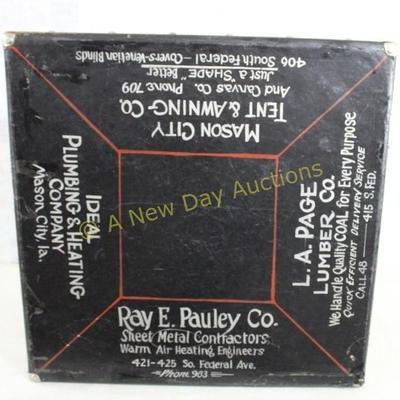 MASON CITY
TENT & AWNING CO.
And Canvas Co. Phone 709
Just a "SHADE" Better
406 South Federal - Covers-Venetian Blinds
IDEAL
PLUMBING & HEATING
COMPANY
Mason City, Ia.
L. A. PAGE
LUMBER CO.
We Handle Quality COAL for Every Purpose
QUICK EFFICIENT DELIVERY SERVICE
CALL 48 — 415 S. FED.
Ray E. Pauley Co.
Sheet Metal Contractors
Warm Air Heating Engineers
421-425 So. Federal Ave.
Phone 963
© A New Day Auctions